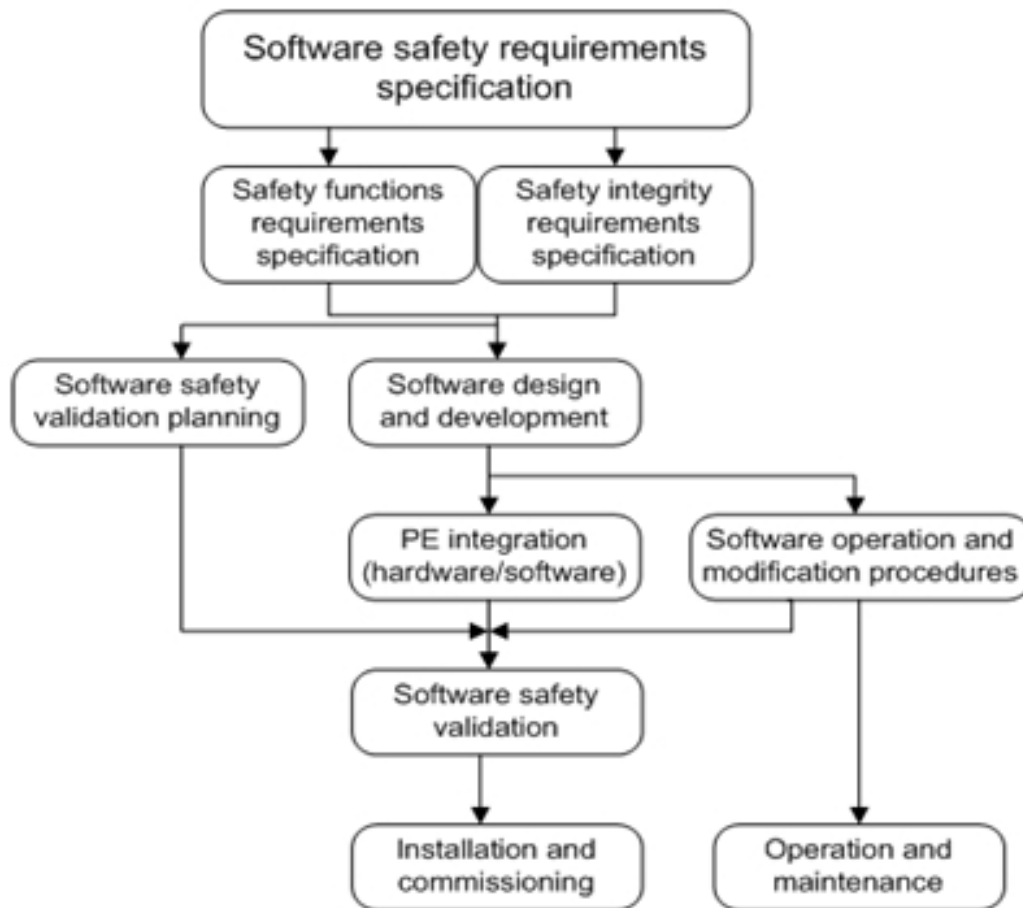 Software safety requirements
specification
Safety functions
requirements
specification
Safety integrity
requirements
specification
Software safety
validation planning
Software design
and development
PE integration
(hardware/software)
Software operation and
modification procedures
Software safety
validation
Installation and
commissioning
Operation and
maintenance